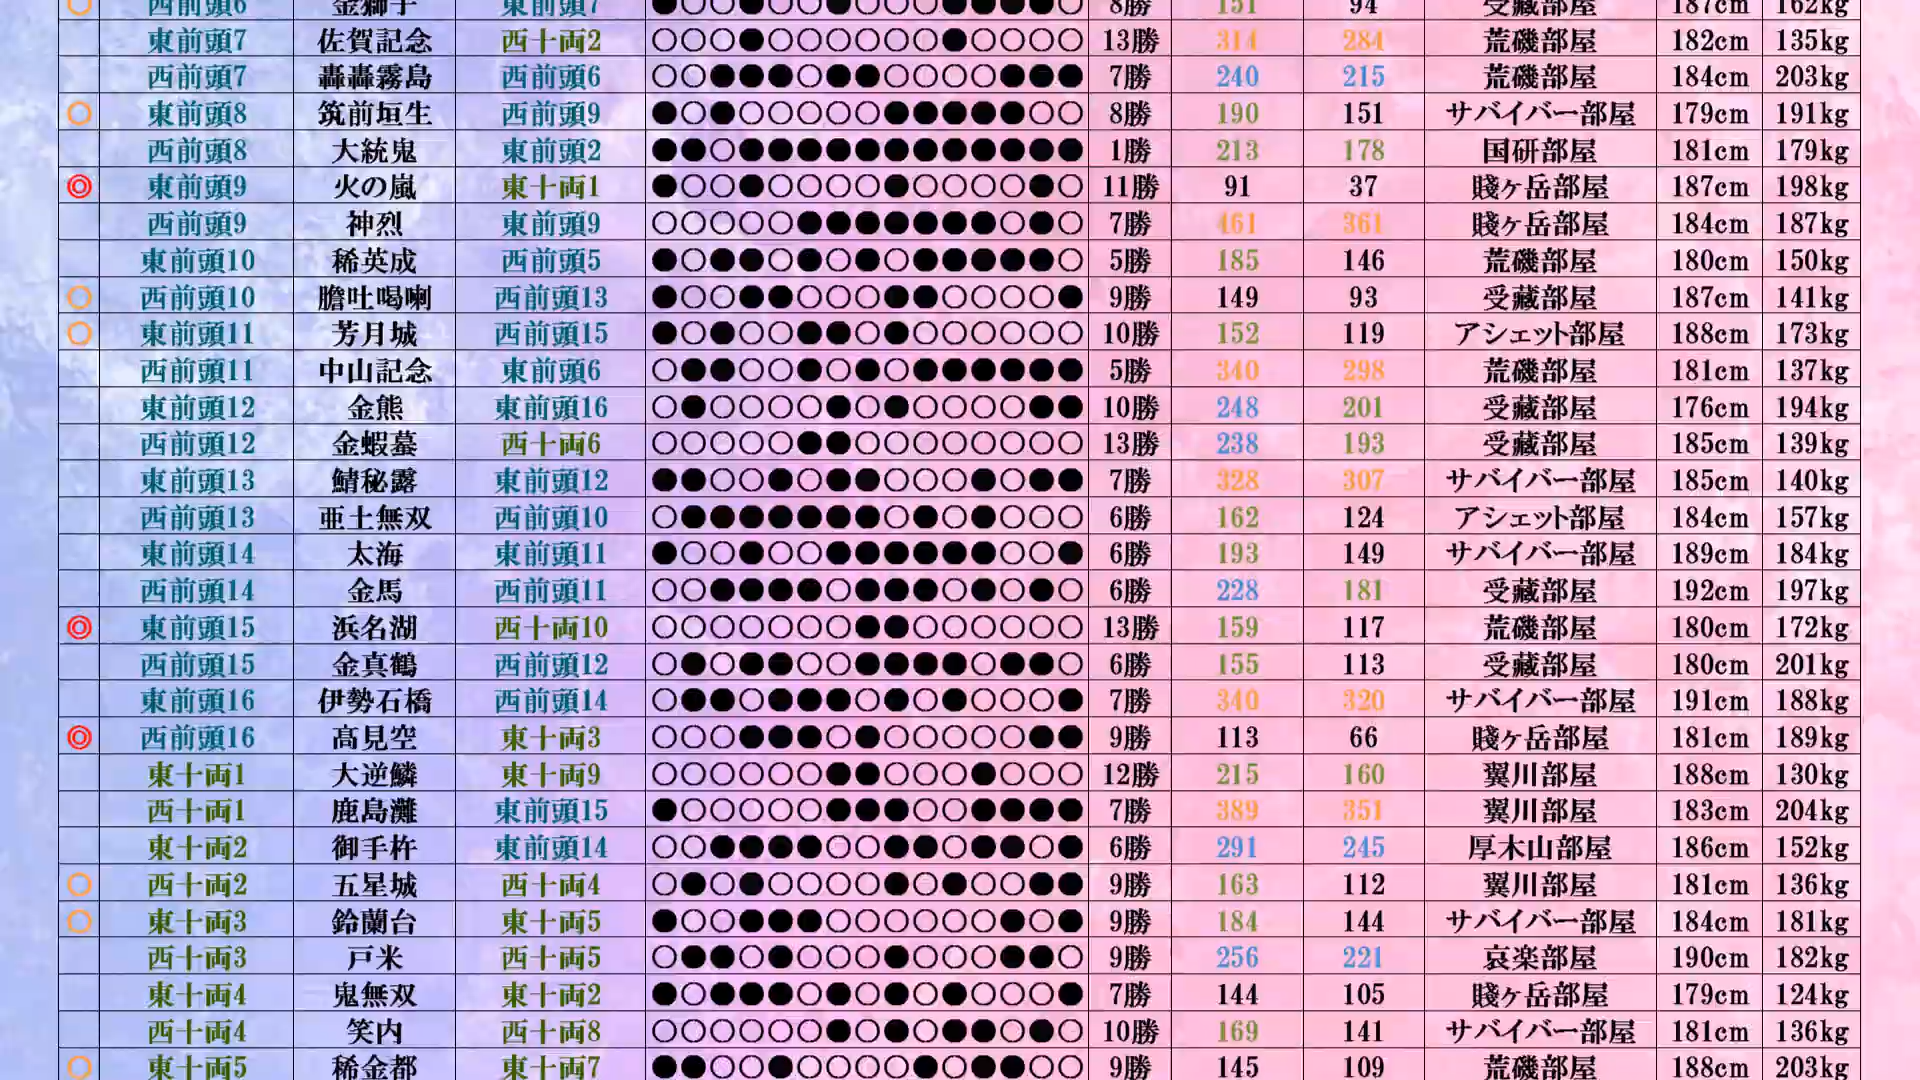 ○ 西前頭6 金獅子 東前頭7 ●○○●○○●○○○●●●●○ 8勝 151 94 受藏部屋 187cm 162kg
東前頭7 佐賀記念 西十両2 ○○○●○○○○○○●○○○○ 13勝 314 284 荒磯部屋 182cm 135kg
西前頭7 轟轟霧島 西前頭6 ○○●●●○●●○○○○●●● 7勝 240 215 荒磯部屋 184cm 203kg
○ 東前頭8 筑前垣生 西前頭9 ●○●○○○○○●●●●●○○ 8勝 190 151 サバイバー部屋 179cm 191kg
西前頭8 大統鬼 東前頭2 ●●○●●●●●●●●●●●● 1勝 213 178 国研部屋 181cm 179kg
◎ 東前頭9 火の嵐 東十両1 ●○○●○○○○●○○○○●○ 11勝 91 37 賤ヶ岳部屋 187cm 198kg
西前頭9 神烈 東前頭9 ○○○○○●●●●●●●○●○ 7勝 461 361 賤ヶ岳部屋 184cm 187kg
東前頭10 稀英成 西前頭5 ●○●●○●○●○●●●●●○ 5勝 185 146 荒磯部屋 180cm 150kg
○ 西前頭10 膽吐喝喇 西前頭13 ●○○●●○○○●●○○○○● 9勝 149 93 受藏部屋 187cm 141kg
○ 東前頭11 芳月城 西前頭15 ●○●○○●●○●○○○○○○ 10勝 152 119 アシェット部屋 188cm 173kg
西前頭11 中山記念 東前頭6 ○●●○○●○●○●●●●●● 5勝 340 298 荒磯部屋 181cm 137kg
東前頭12 金熊 東前頭16 ○●○○○○●○●○○○○●● 10勝 248 201 受藏部屋 176cm 194kg
西前頭12 金蝦蟇 西十両6 ○○○○○●●○○○○○○○○ 13勝 238 193 受藏部屋 185cm 139kg
東前頭13 鯖秘露 東前頭12 ●●○○●○●●○○○●○●● 7勝 328 307 サバイバー部屋 185cm 140kg
西前頭13 亜土無双 西前頭10 ○●●●●●●●○●○●○○○ 6勝 162 124 アシェット部屋 184cm 157kg
東前頭14 太海 東前頭11 ●○○●○○●●●●●●○○● 6勝 193 149 サバイバー部屋 189cm 184kg
西前頭14 金馬 西前頭11 ○○●●●●○●●●○●○●○ 6勝 228 181 受藏部屋 192cm 197kg
◎ 東前頭15 浜名湖 西十両10 ○○○○○○○●●○○○○○○ 13勝 159 117 荒磯部屋 180cm 172kg
西前頭15 金真鶴 西前頭12 ○●○●●○○●●●●○●●○ 6勝 155 113 受藏部屋 180cm 201kg
東前頭16 伊勢石橋 西前頭14 ○●●○●●●○●○●○○○● 7勝 340 320 サバイバー部屋 191cm 188kg
◎ 西前頭16 高見空 東十両3 ○○○●●●○●○○○○○●● 9勝 113 66 賤ヶ岳部屋 181cm 189kg
東十両1 大逆鱗 東十両9 ○○○○○○●●○○○●○○○ 12勝 215 160 翼川部屋 188cm 130kg
西十両1 鹿島灘 東前頭15 ●○○○○○●●●○○●●●● 7勝 389 351 翼川部屋 183cm 204kg
東十両2 御手杵 東前頭14 ○○●●●●○○●●○●●○● 6勝 291 245 厚木山部屋 186cm 152kg
○ 西十両2 五星城 西十両4 ○●○●○○○○●○●○○●● 9勝 163 112 翼川部屋 181cm 136kg
○ 東十両3 鈴蘭台 東十両5 ●○○●●●○○○○○○●○● 9勝 184 144 サバイバー部屋 184cm 181kg
西十両3 戸米 西十両5 ○●●○●○○○●○○○●●○ 9勝 256 221 哀楽部屋 190cm 182kg
東十両4 鬼無双 東十両2 ●○●●●○●○●○●○○○● 7勝 144 105 賤ヶ岳部屋 179cm 124kg
西十両4 笑内 西十両8 ○○○○○○●○●○●●○●○ 10勝 169 141 サバイバー部屋 181cm 136kg
○ 東十両5 稀金都 東十両7 ●●○○●○○○○●○●●○○ 9勝 145 109 荒磯部屋 188cm 203kg